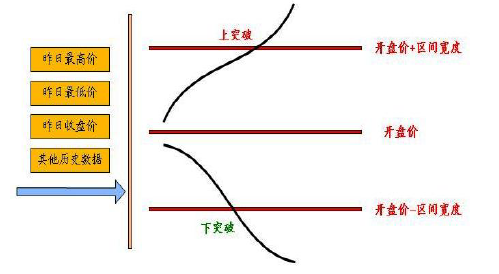 上突破
开盘价+区间宽度
昨日最高价
昨日最低价
昨日收盘价
开盘价
其他历史数据
开盘价-区间宽度
下突破